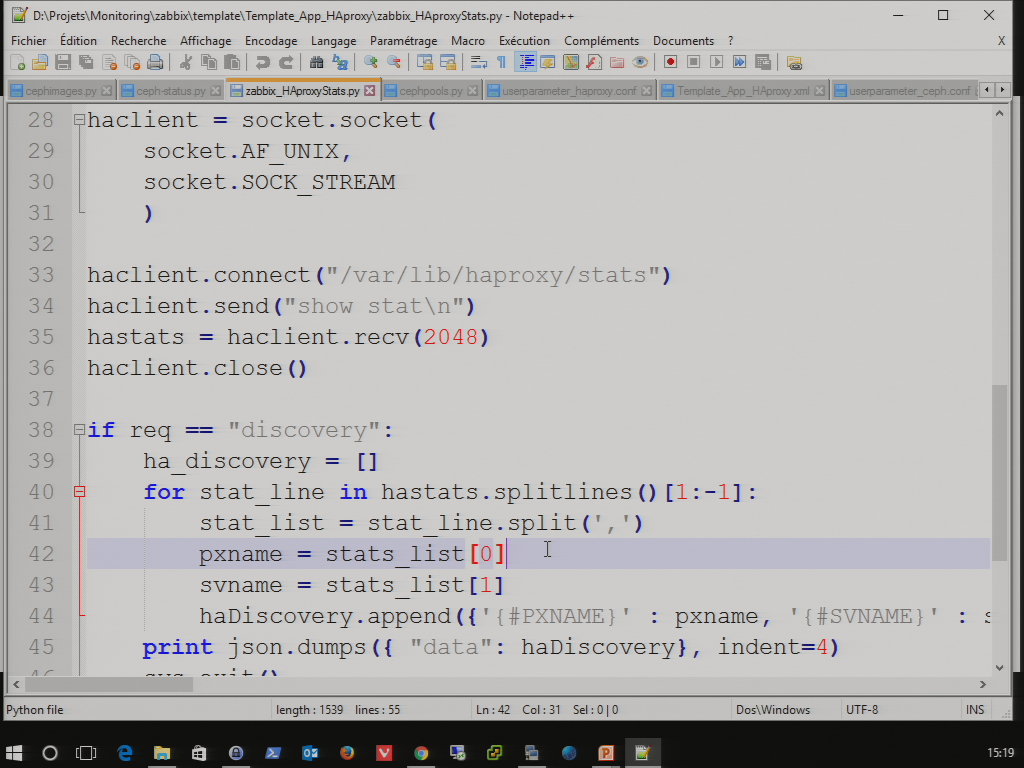 D:\Projets\Monitoring\zabbix\template\Template_App_HAproxy\zabbix_HAproxyStats.py - Notepad++
Fichier Édition Recherche Affichage Encodage Langage Paramétrage Macro Exécution Compléments Documents ? X
cephimages.py ceph-status.py zabbix_HAproxyStats.py cephpools.py userparameter_haproxy.conf Template_App_HAproxy.xml userparameter_ceph.conf
28 haclient = socket.socket(
29 socket.AF_UNIX,
30 socket.SOCK_STREAM
31 )
32
33 haclient.connect("/var/lib/haproxy/stats")
34 haclient.send("show stat\n")
35 hastats = haclient.recv(2048)
36 haclient.close()
37
38 if req == "discovery":
39 ha_discovery = []
40 for stat_line in hastats.splitlines()[1:-1]:
41 stat_list = stat_line.split(',')
42 pxname = stats_list[0]
43 svname = stats_list[1]
44 haDiscovery.append({'{#PXNAME}' : pxname, '{#SVNAME}' : s
45 print json.dumps({ "data": haDiscovery}, indent=4)
46 sys.exit()
Python file length : 1539 lines : 55 Ln : 42 Col : 31 Sel : 0 | 0 Dos\Windows UTF-8 INS
15:19